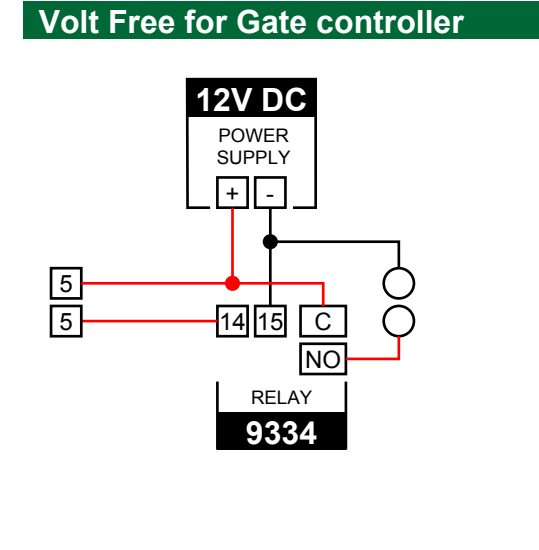 Volt Free for Gate controller
12V DC
POWER
SUPPLY
+ -
5
5
14 15 C
NO
RELAY
9334